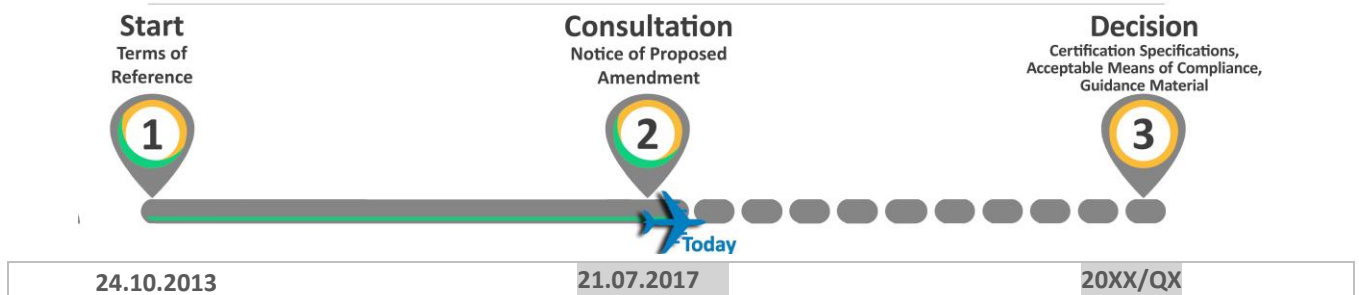 Start
Terms of
Reference
1
Consultation
Notice of Proposed
Amendment
2
Decision
Certification Specifications,
Acceptable Means of Compliance,
Guidance Material
3
Today
24.10.2013
21.07.2017
20XX/QX